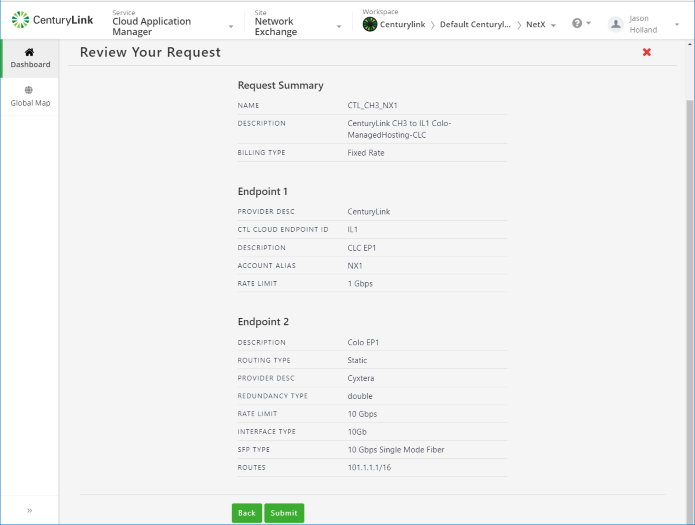 CenturyLink
Service
Cloud Application
Manager
Site
Network
Exchange
Workspace
Centurylink > Default Centuryl... > NetX
?
Jason
Holland
Dashboard
Global Map
»
Review Your Request
Request Summary
NAME CTL_CH3_NX1
DESCRIPTION CenturyLink CH3 to IL1 Colo-
ManagedHosting-CLC
BILLING TYPE Fixed Rate
Endpoint 1
PROVIDER DESC CenturyLink
CTL CLOUD ENDPOINT ID IL1
DESCRIPTION CLC EP1
ACCOUNT ALIAS NX1
RATE LIMIT 1 Gbps
Endpoint 2
DESCRIPTION Colo EP1
ROUTING TYPE Static
PROVIDER DESC Cyxtera
REDUNDANCY TYPE double
RATE LIMIT 10 Gbps
INTERFACE TYPE 10Gb
SFP TYPE 10 Gbps Single Mode Fiber
ROUTES 101.1.1.1/16
Back Submit